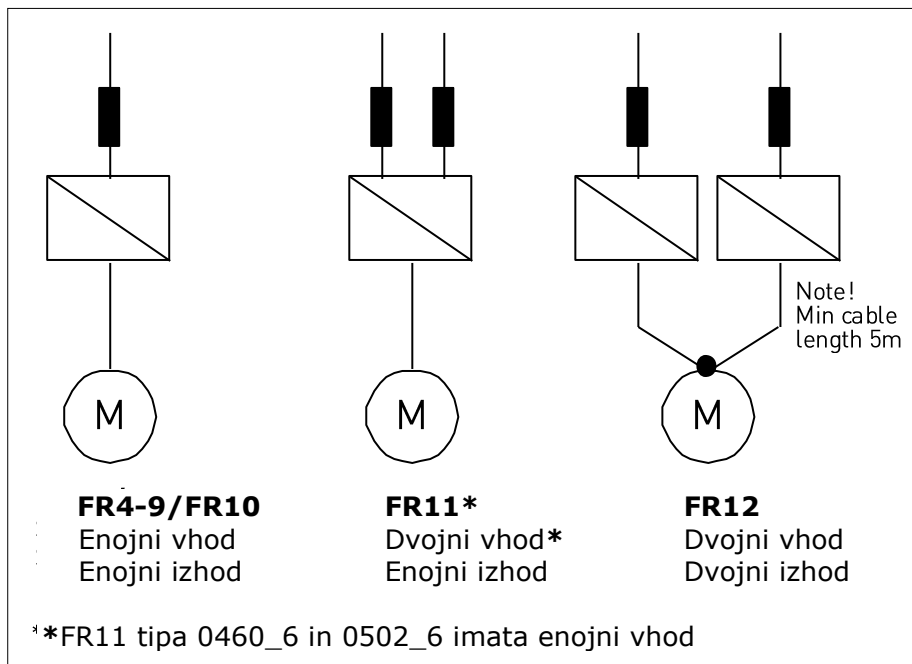 Note!
Min cable
length 5m
M
M
M
FR4-9/FR10
Enojni vhod
Enojni izhod
FR11*
Dvojni vhod*
Enojni izhod
FR12
Dvojni vhod
Dvojni izhod
*FR11 tipa 0460_6 in 0502_6 imata enojni vhod